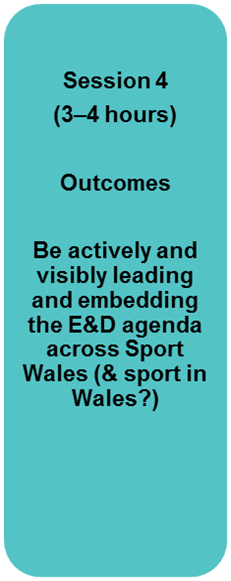 Session 4
(3–4 hours)
Outcomes
Be actively and
visibly leading
and embedding
the E&D agenda
across Sport
Wales (& sport in
Wales?)